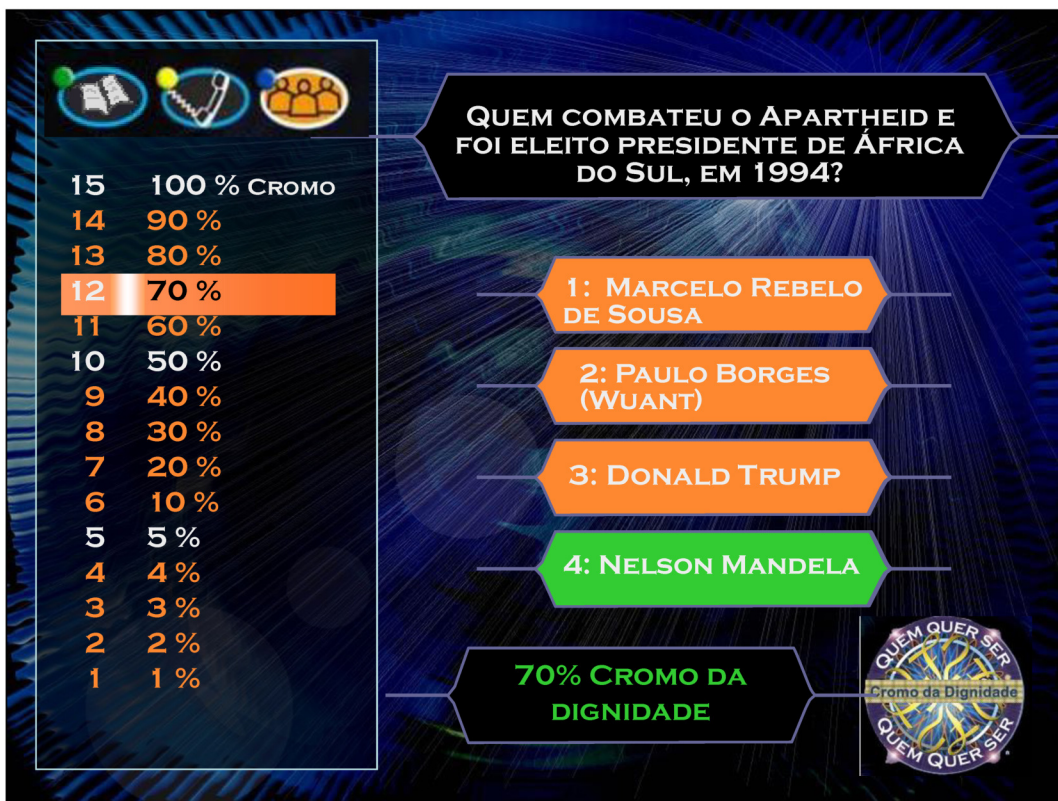 QUEM COMBATEU O APARTHEID E
FOI ELEITO PRESIDENTE DE ÁFRICA
DO SUL, EM 1994?
15 100 % CROMO
14 90 %
13 80 %
12 70 %
11 60 %
10 50 %
9 40 %
8 30 %
7 20 %
6 10 %
5 5 %
4 4 %
3 3 %
2 2 %
1 1 %
1: MARCELO REBELO
DE SOUSA
2: PAULO BORGES
(WUANT)
3: DONALD TRUMP
4: NELSON MANDELA
70% CROMO DA
DIGNIDADE
QUEM QUER SER
Cromo da Dignidade
QUEM QUER SER